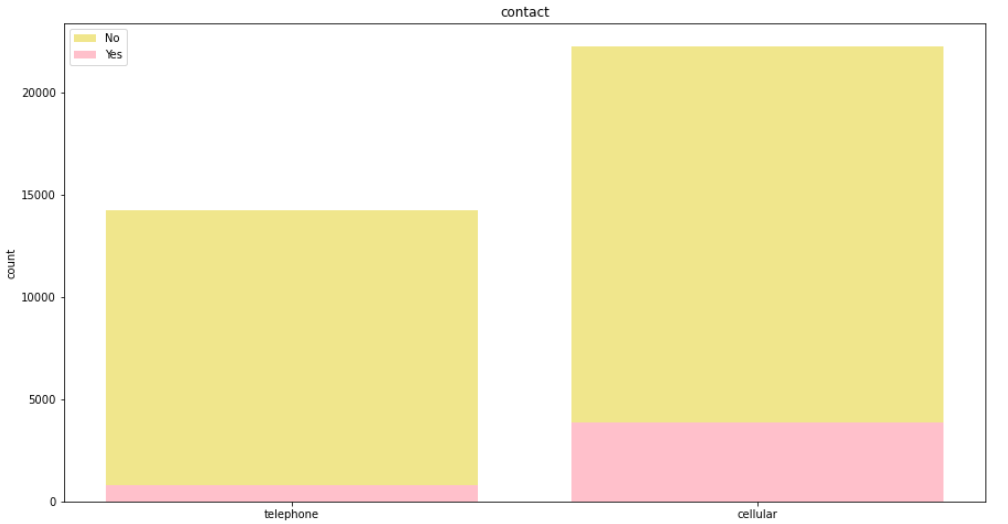 contact
No
Yes
20000
15000
10000
5000
0
count
telephone
cellular